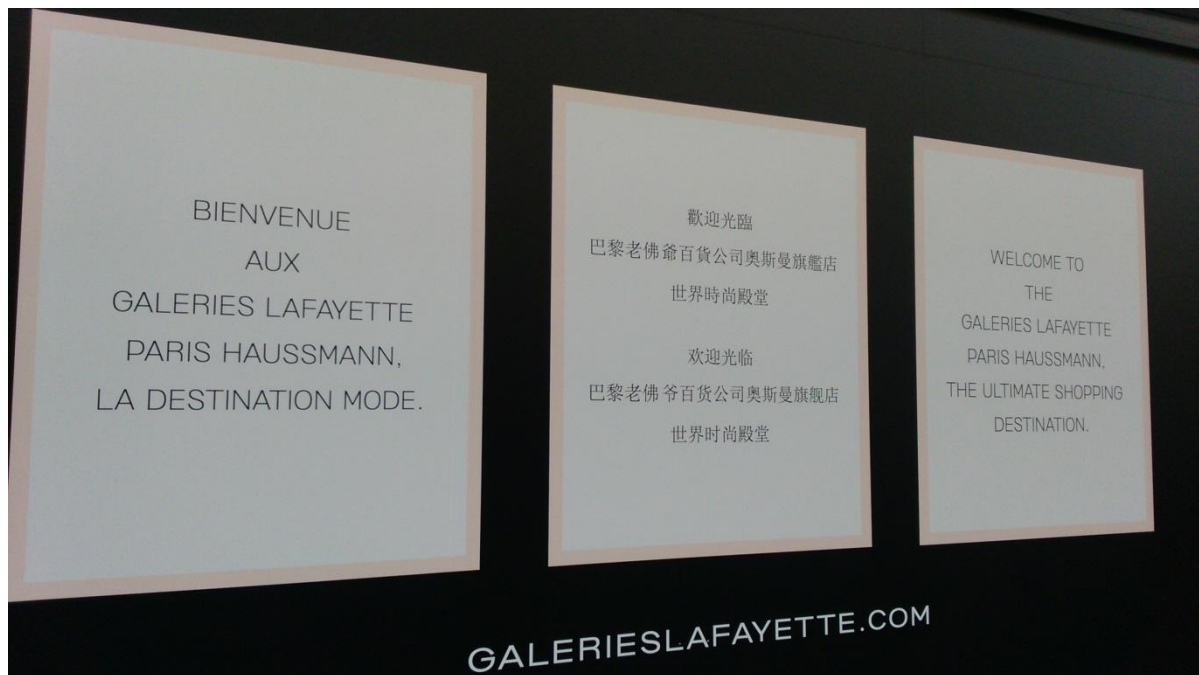 BIENVENUE
AUX
GALERIES LAFAYETTE
PARIS HAUSSMANN,
LA DESTINATION MODE.
歡迎光臨
巴黎老佛爺百貨公司奧斯曼旗艦店
世界時尚殿堂
欢迎光临
巴黎老佛爷百货公司奥斯曼旗舰店
世界时尚殿堂
WELCOME TO
THE
GALERIES LAFAYETTE
PARIS HAUSSMANN,
THE ULTIMATE SHOPPING
DESTINATION.
GALERIESLAFAYETTE.COM